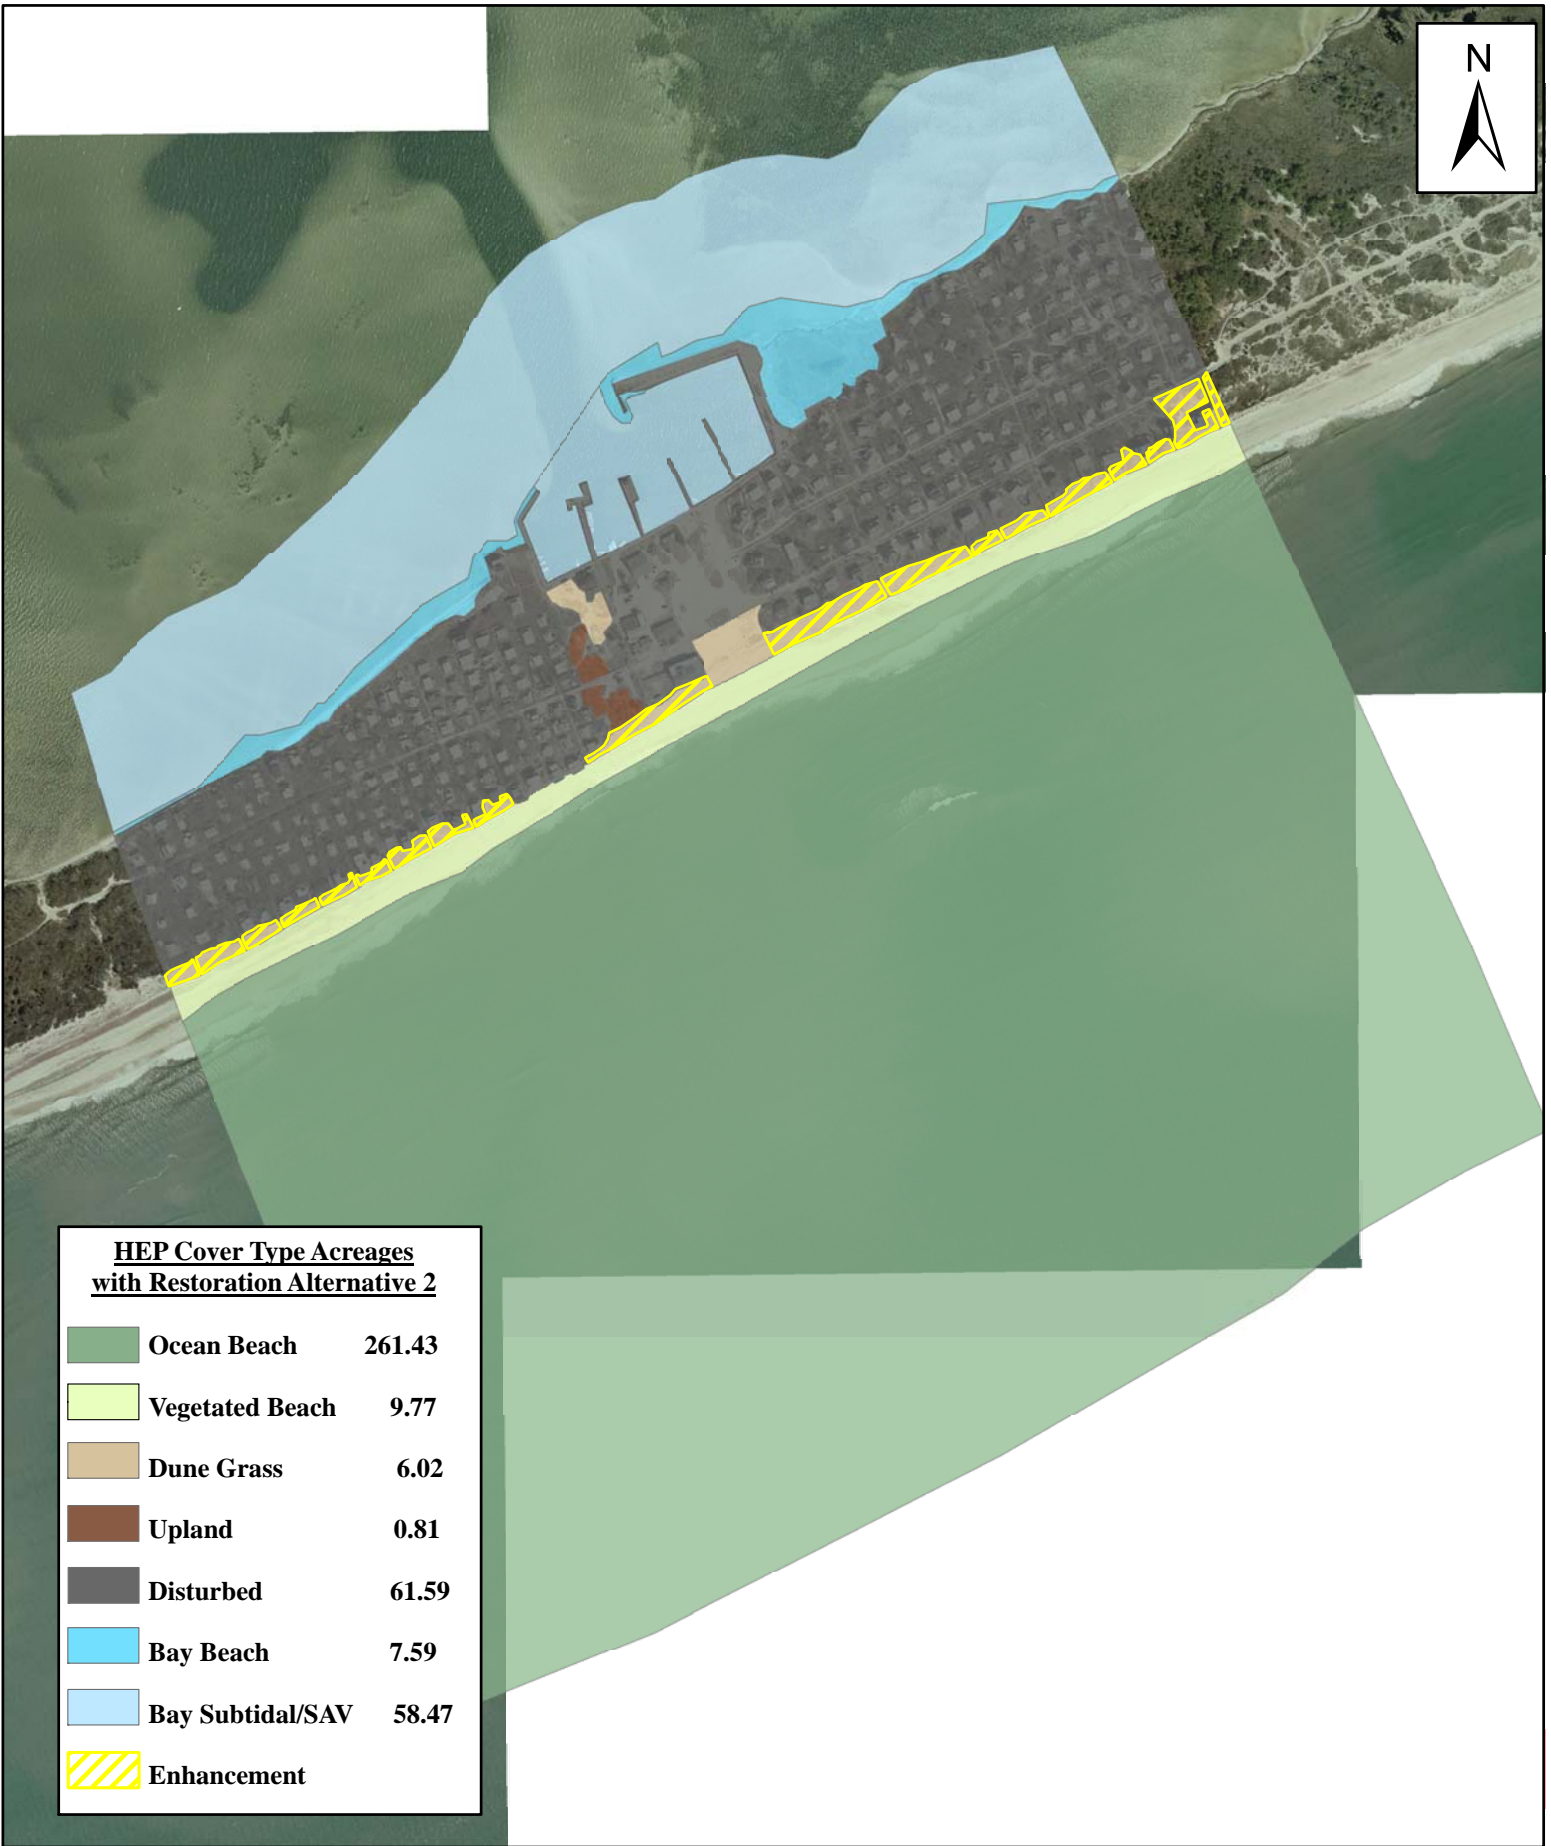 N
HEP Cover Type Acreages
with Restoration Alternative 2
Ocean Beach 261.43
Vegetated Beach 9.77
Dune Grass 6.02
Upland 0.81
Disturbed 61.59
Bay Beach 7.59
Bay Subtidal/SAV 58.47
Enhancement